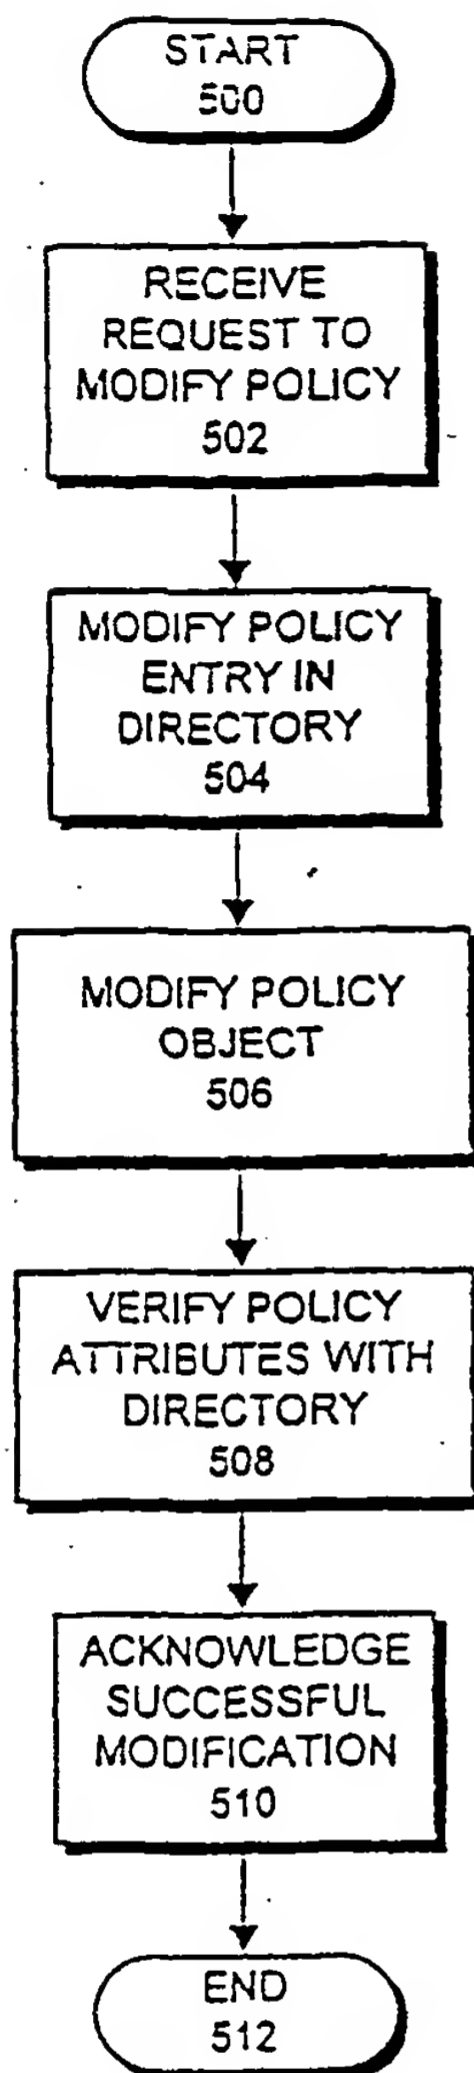 START
500
RECEIVE
REQUEST TO
MODIFY POLICY
502
MODIFY POLICY
ENTRY IN
DIRECTORY
504
MODIFY POLICY
OBJECT
506
VERIFY POLICY
ATTRIBUTES WITH
DIRECTORY
508
ACKNOWLEDGE
SUCCESSFUL
MODIFICATION
510
END
512